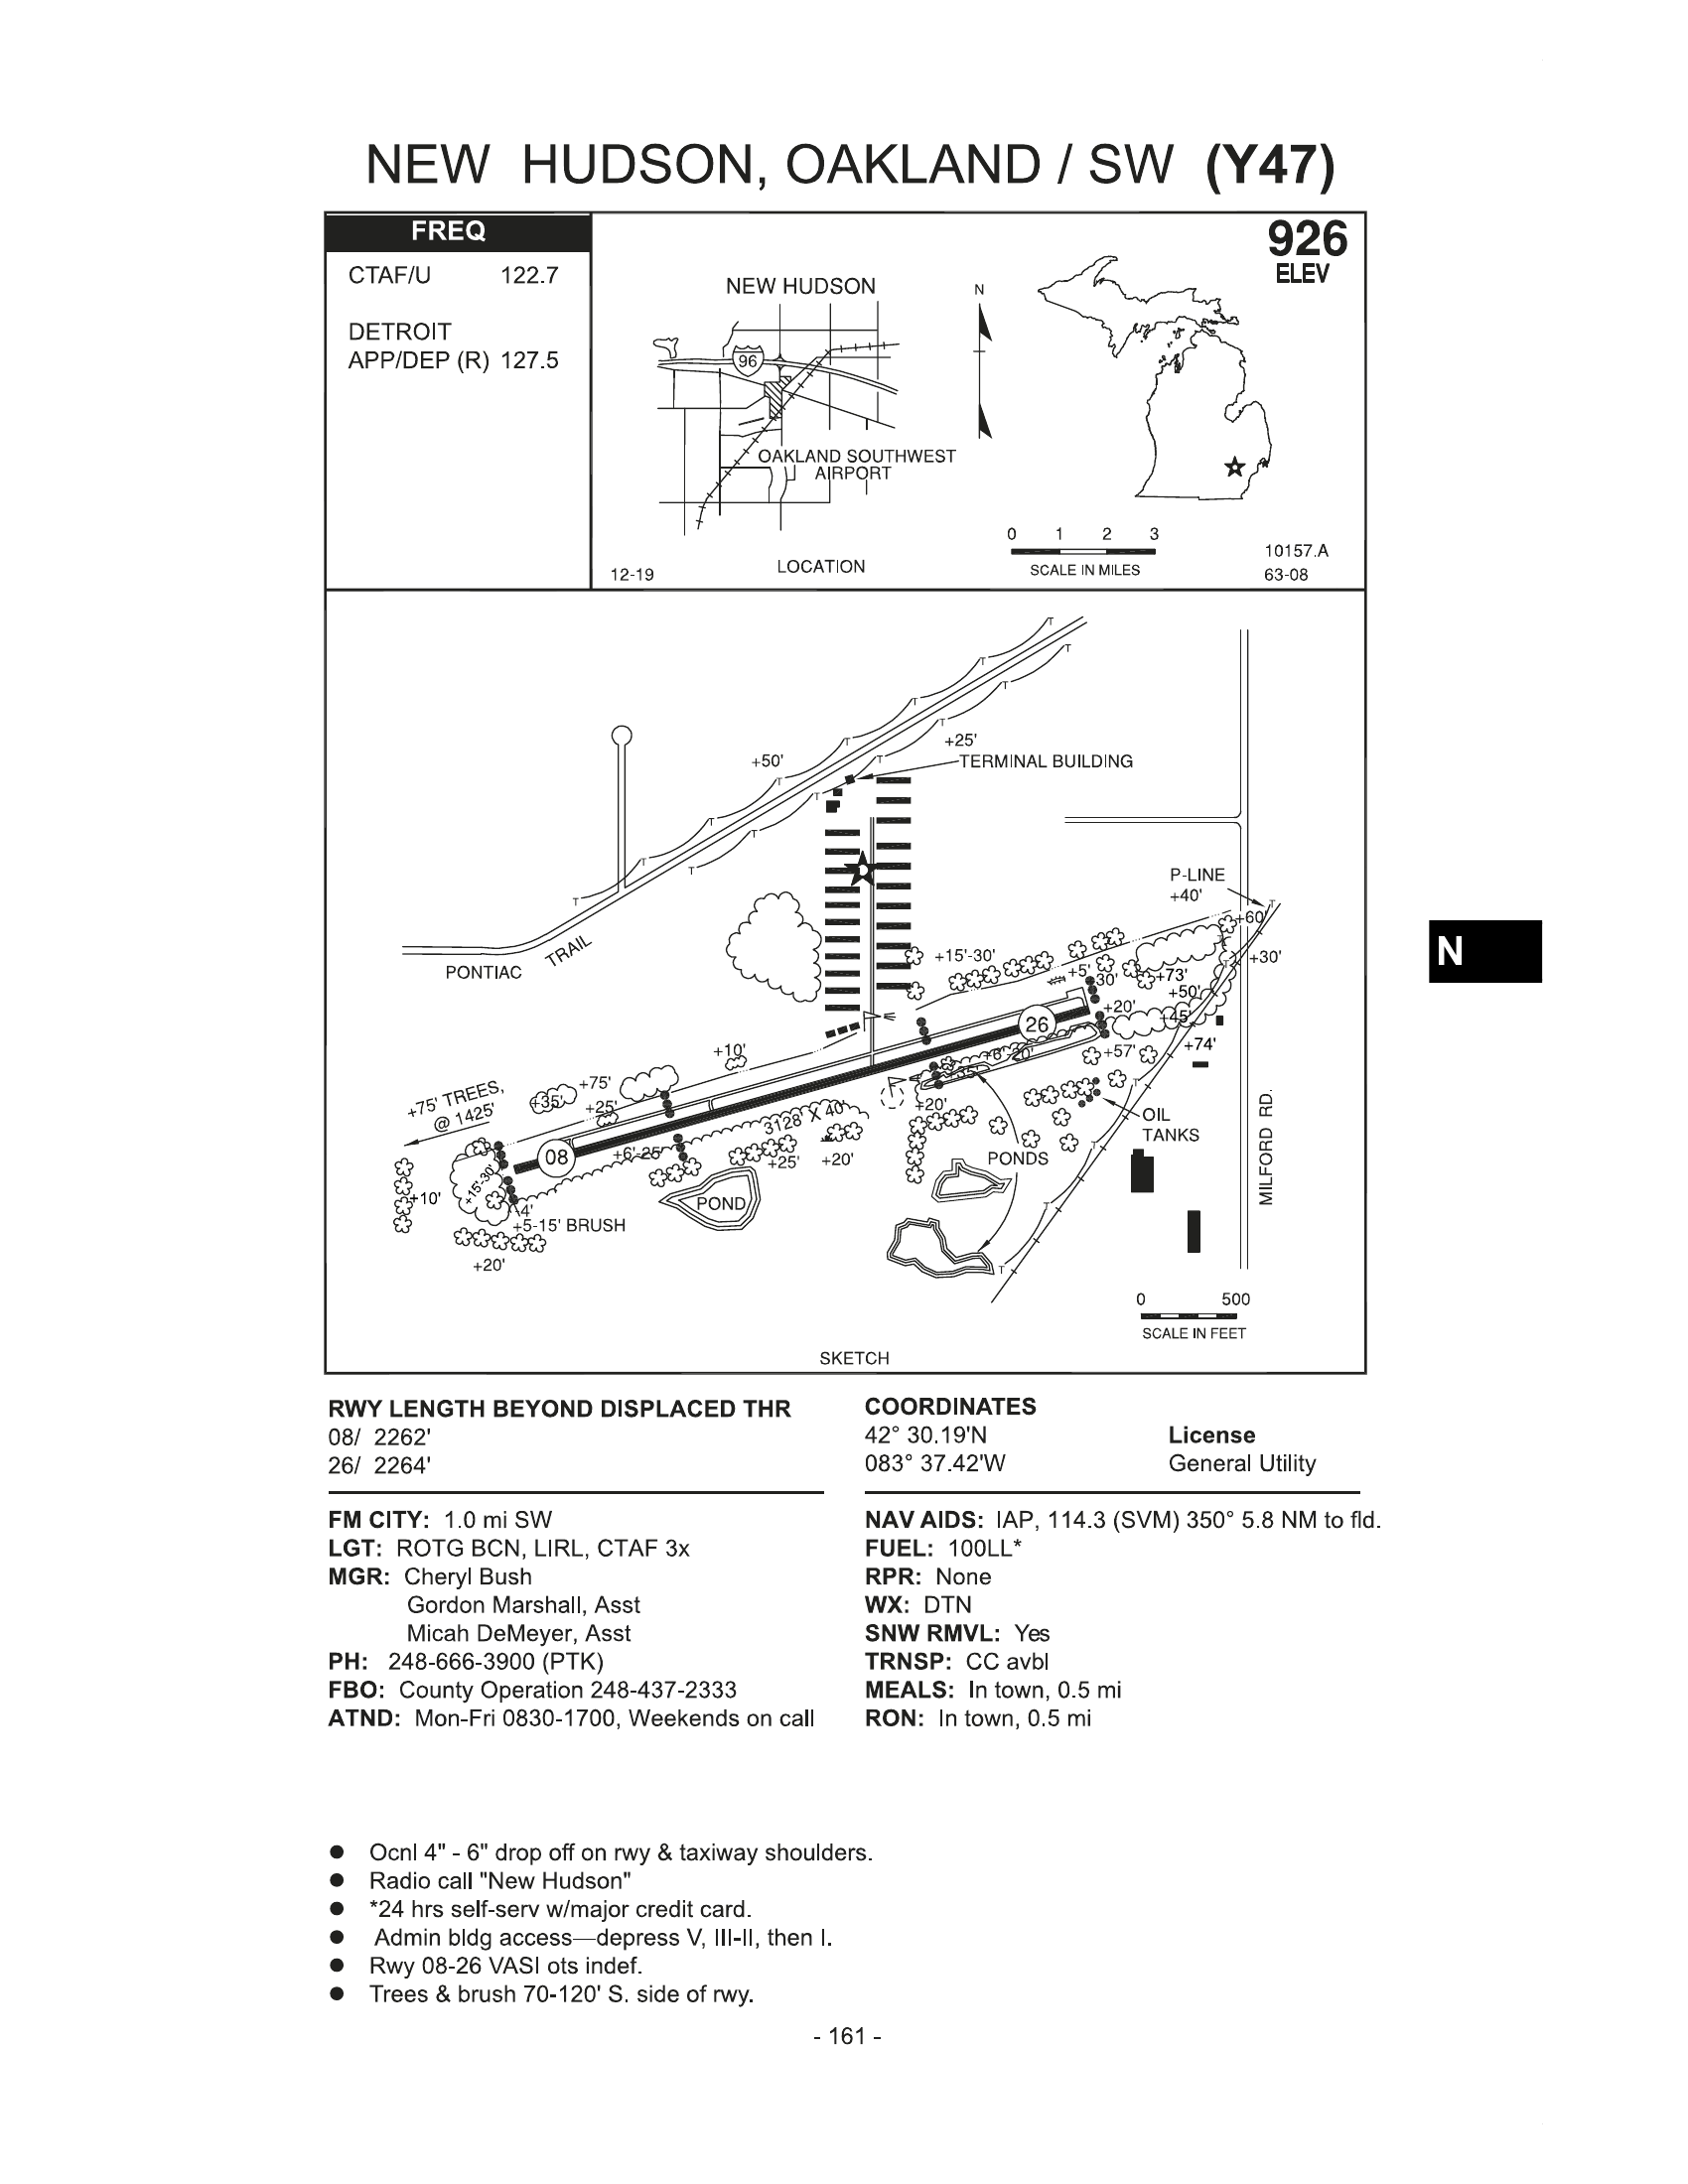 NEW HUDSON, OAKLAND / SW (Y47)
FREQ
CTAF/U 122.7
DETROIT
APP/DEP (R) 127.5
926
ELEV
NEW HUDSON
N
96
OAKLAND SOUTHWEST
AIRPORT
0 1 2 3
SCALE IN MILES
10157.A
63-08
12-19
LOCATION
+50'
+25'
TERMINAL BUILDING
P-LINE
+40'
+60'
+30'
PONTIAC TRAIL
+15'-30'
+5'
30'
+73'
+50'
+20'
+45'
26
+10'
+57'
+74'
+75' TREES,
@ 1425'
+35'
+75'
+25'
+20'
3128' X 40'
OIL
TANKS
MILFORD RD.
08
+6'-25'
+25'
+20'
PONDS
+15'-30'
+10'
POND
+5-15' BRUSH
+20'
0 500
SCALE IN FEET
SKETCH
N
RWY LENGTH BEYOND DISPLACED THR
08/ 2262'
26/ 2264'
COORDINATES
42° 30.19'N
083° 37.42'W
License
General Utility
FM CITY: 1.0 mi SW
LGT: ROTG BCN, LIRL, CTAF 3x
MGR: Cheryl Bush
Gordon Marshall, Asst
Micah DeMeyer, Asst
PH: 248-666-3900 (PTK)
FBO: County Operation 248-437-2333
ATND: Mon-Fri 0830-1700, Weekends on call
NAV AIDS: IAP, 114.3 (SVM) 350° 5.8 NM to fld.
FUEL: 100LL*
RPR: None
WX: DTN
SNW RMVL: Yes
TRNSP: CC avbl
MEALS: In town, 0.5 mi
RON: In town, 0.5 mi
● Ocnl 4" - 6" drop off on rwy & taxiway shoulders.
● Radio call "New Hudson"
● *24 hrs self-serv w/major credit card.
● Admin bldg access—depress V, III-II, then I.
● Rwy 08-26 VASI ots indef.
● Trees & brush 70-120' S. side of rwy.
- 161 -